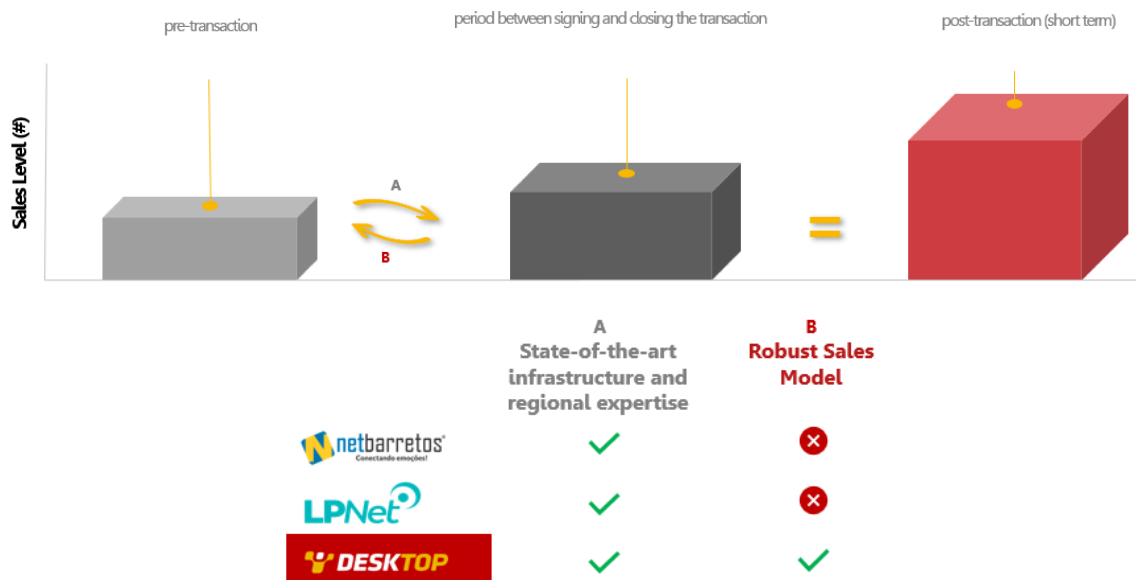 pre-transaction
period between signing and closing the transaction
post-transaction (short term)
Sales Level (#)
A
B
A
State-of-the-art
infrastructure and
regional expertise
B
Robust Sales
Model
netbarretos
Conectando emoções!
LPNet
DESKTOP